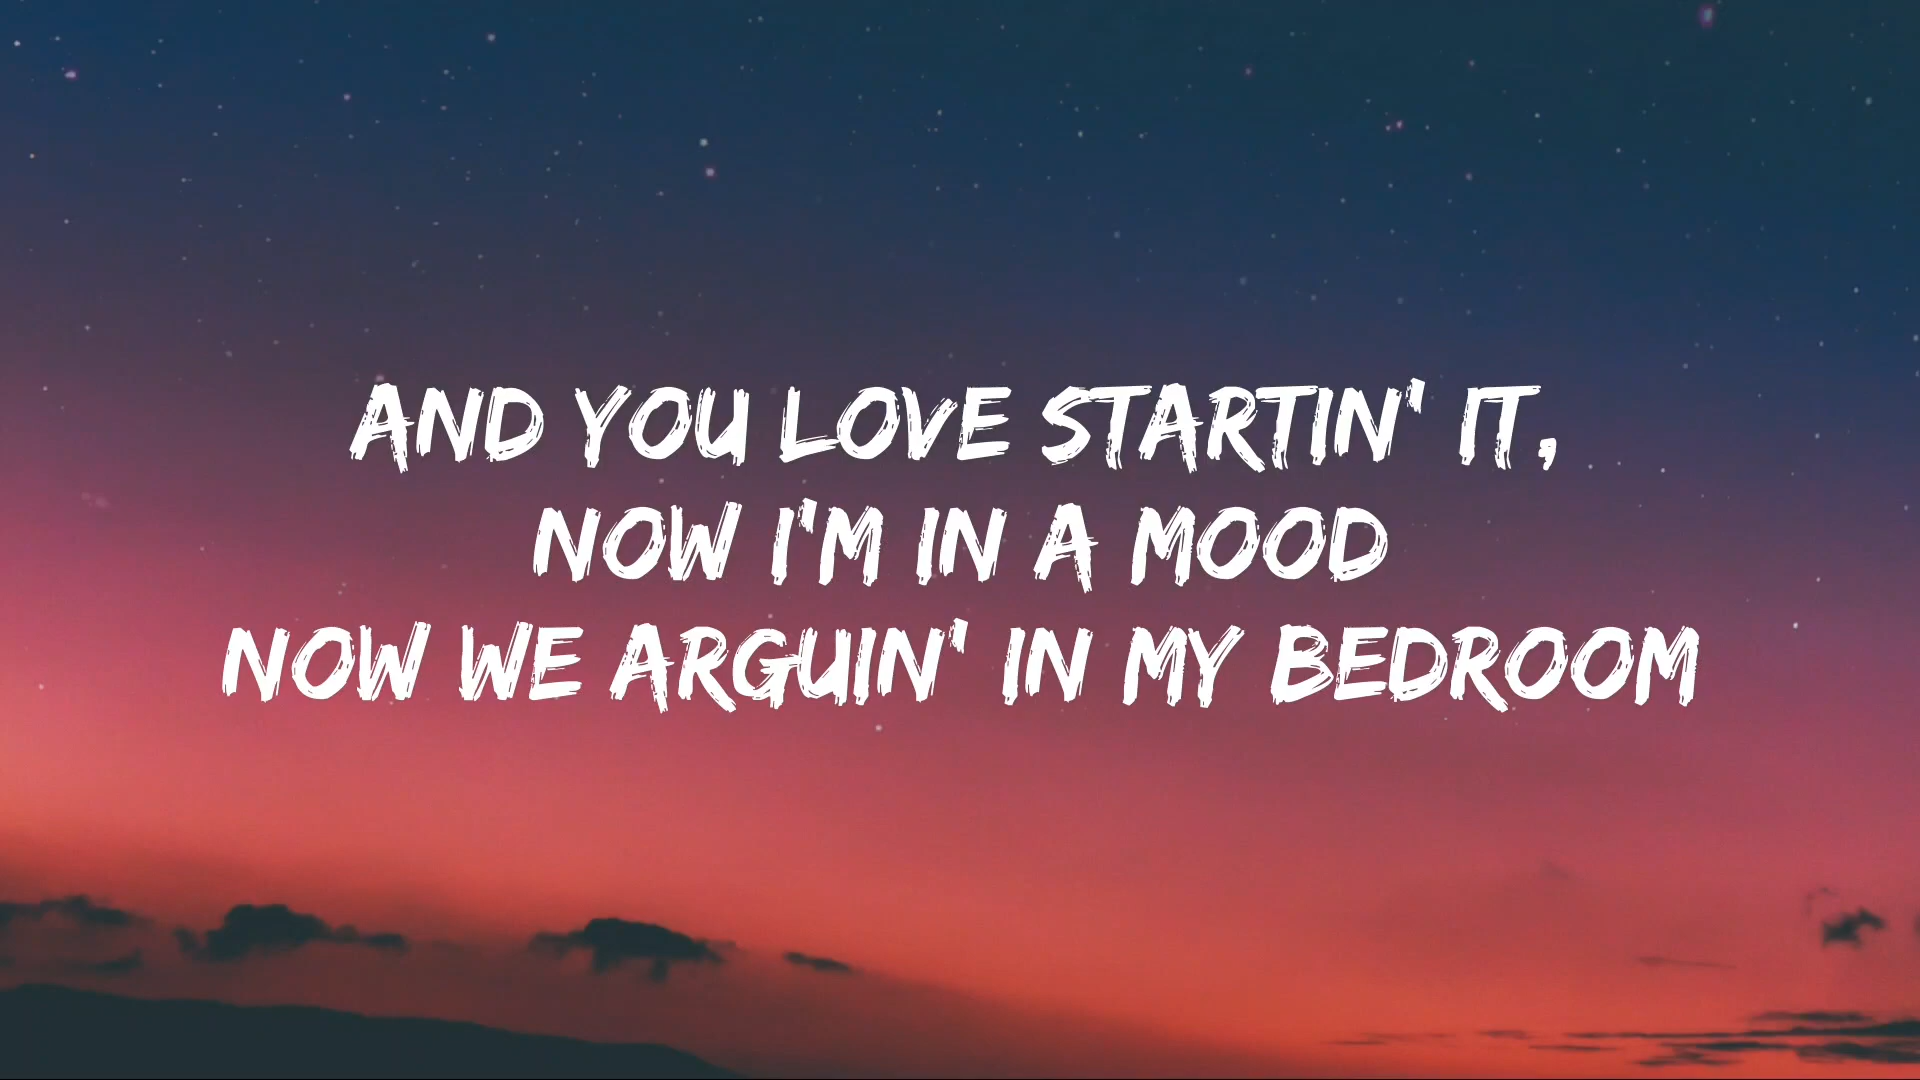 AND YOU LOVE STARTIN' IT,
NOW I'M IN A MOOD
NOW WE ARGUIN' IN MY BEDROOM